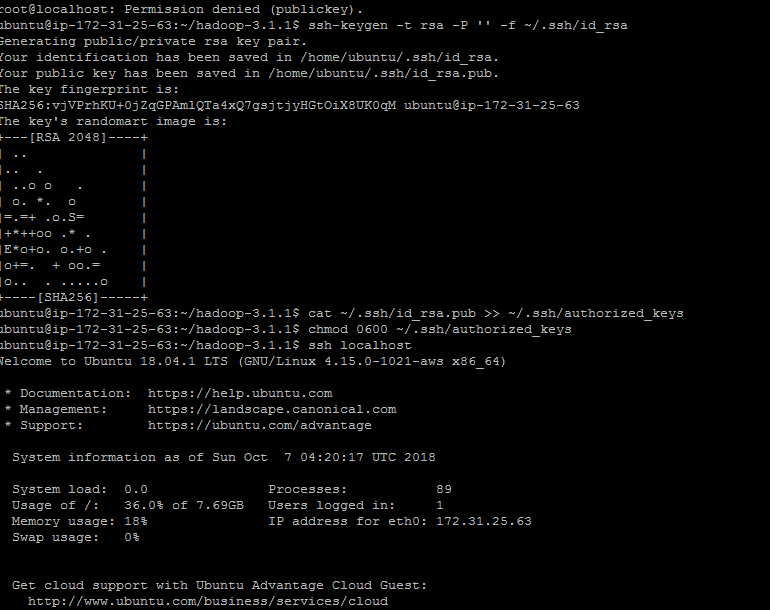 root@localhost: Permission denied (publickey).
ubuntu@ip-172-31-25-63:~/hadoop-3.1.1$ ssh-keygen -t rsa -P '' -f ~/.ssh/id_rsa
Generating public/private rsa key pair.
Your identification has been saved in /home/ubuntu/.ssh/id_rsa.
Your public key has been saved in /home/ubuntu/.ssh/id_rsa.pub.
The key fingerprint is:
SHA256:vjVPrhKU+0jZqGPAmlQTa4xQ7gsjtjyHGtOiX8UK0qM ubuntu@ip-172-31-25-63
The key's randomart image is:
+---[RSA 2048]----+
| ..              |
|..  .            |
| ..o o   .       |
| o. *.  o        |
|=.=+ .o.S=       |
|+*++oo .* .      |
|E*o+o. o.+o .    |
|o+=.  + oo.=     |
|o..  . .....o    |
+----[SHA256]-----+
ubuntu@ip-172-31-25-63:~/hadoop-3.1.1$ cat ~/.ssh/id_rsa.pub >> ~/.ssh/authorized_keys
ubuntu@ip-172-31-25-63:~/hadoop-3.1.1$ chmod 0600 ~/.ssh/authorized_keys
ubuntu@ip-172-31-25-63:~/hadoop-3.1.1$ ssh localhost
Welcome to Ubuntu 18.04.1 LTS (GNU/Linux 4.15.0-1021-aws x86_64)

 * Documentation:  https://help.ubuntu.com
 * Management:     https://landscape.canonical.com
 * Support:        https://ubuntu.com/advantage

  System information as of Sun Oct  7 04:20:17 UTC 2018

  System load:  0.0               Processes:           89
  Usage of /:   36.0% of 7.69GB   Users logged in:     1
  Memory usage: 18%               IP address for eth0: 172.31.25.63
  Swap usage:   0%

  Get cloud support with Ubuntu Advantage Cloud Guest:
    http://www.ubuntu.com/business/services/cloud